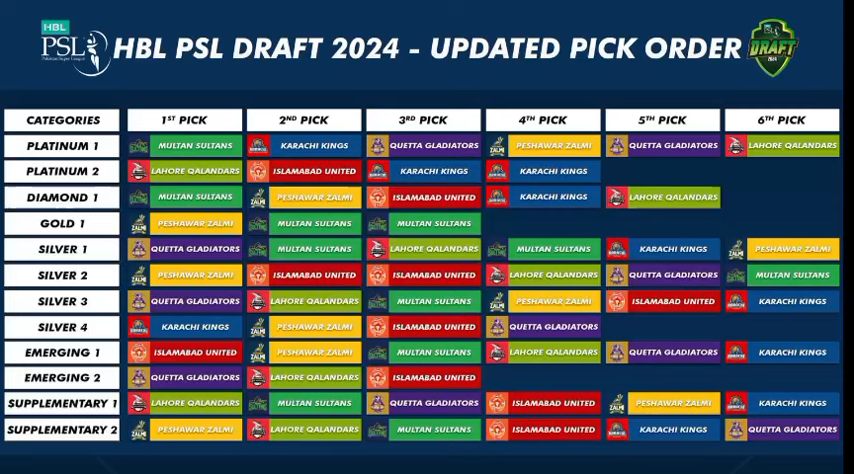 HBL
PSL
Pakistan Super League
HBL PSL DRAFT 2024 - UPDATED PICK ORDER
DRAFT
2024
CATEGORIES 1ST PICK 2ND PICK 3RD PICK 4TH PICK 5TH PICK 6TH PICK
PLATINUM 1 MULTAN SULTANS KARACHI KINGS QUETTA GLADIATORS PESHAWAR ZALMI QUETTA GLADIATORS LAHORE QALANDARS
PLATINUM 2 LAHORE QALANDARS ISLAMABAD UNITED KARACHI KINGS KARACHI KINGS
DIAMOND 1 MULTAN SULTANS PESHAWAR ZALMI ISLAMABAD UNITED KARACHI KINGS LAHORE QALANDARS
GOLD 1 PESHAWAR ZALMI MULTAN SULTANS MULTAN SULTANS
SILVER 1 QUETTA GLADIATORS MULTAN SULTANS LAHORE QALANDARS MULTAN SULTANS KARACHI KINGS PESHAWAR ZALMI
SILVER 2 PESHAWAR ZALMI ISLAMABAD UNITED ISLAMABAD UNITED LAHORE QALANDARS QUETTA GLADIATORS MULTAN SULTANS
SILVER 3 QUETTA GLADIATORS LAHORE QALANDARS MULTAN SULTANS PESHAWAR ZALMI ISLAMABAD UNITED KARACHI KINGS
SILVER 4 KARACHI KINGS PESHAWAR ZALMI ISLAMABAD UNITED QUETTA GLADIATORS
EMERGING 1 ISLAMABAD UNITED PESHAWAR ZALMI MULTAN SULTANS LAHORE QALANDARS QUETTA GLADIATORS KARACHI KINGS
EMERGING 2 QUETTA GLADIATORS LAHORE QALANDARS ISLAMABAD UNITED
SUPPLEMENTARY 1 LAHORE QALANDARS MULTAN SULTANS QUETTA GLADIATORS ISLAMABAD UNITED PESHAWAR ZALMI KARACHI KINGS
SUPPLEMENTARY 2 PESHAWAR ZALMI LAHORE QALANDARS MULTAN SULTANS ISLAMABAD UNITED KARACHI KINGS QUETTA GLADIATORS